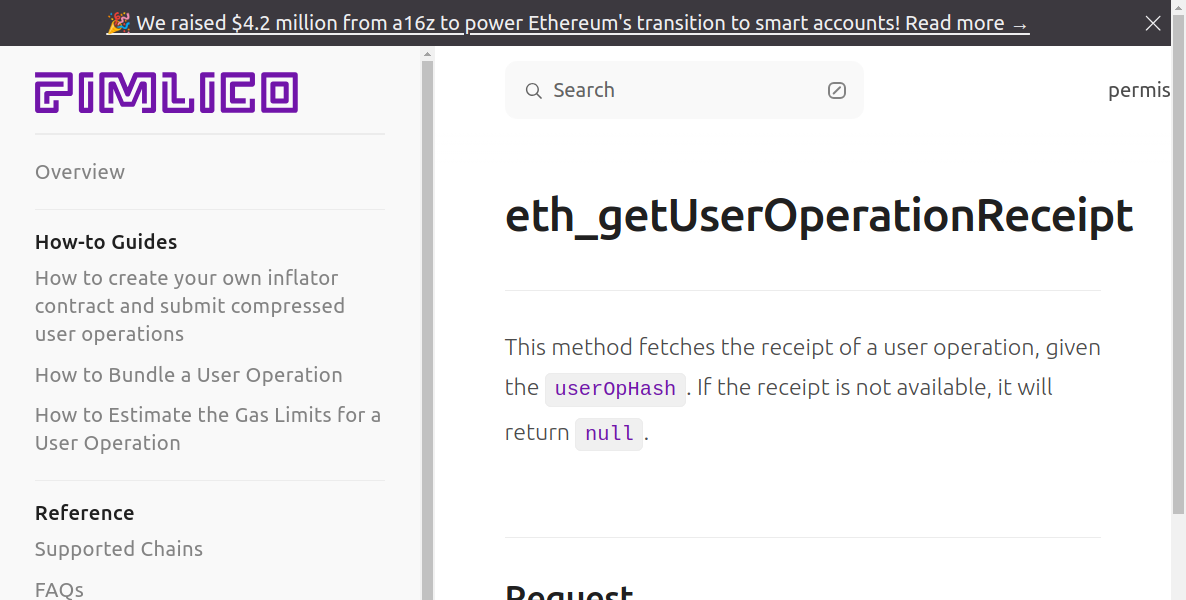 🎉 We raised $4.2 million from a16z to power Ethereum's transition to smart accounts! Read more →
PIMLICO
Search
permis
Overview
How-to Guides
How to create your own inflator
contract and submit compressed
user operations
How to Bundle a User Operation
How to Estimate the Gas Limits for a
User Operation
Reference
Supported Chains
FAQs
eth_getUserOperationReceipt
This method fetches the receipt of a user operation, given
the userOpHash. If the receipt is not available, it will
return null.
Request